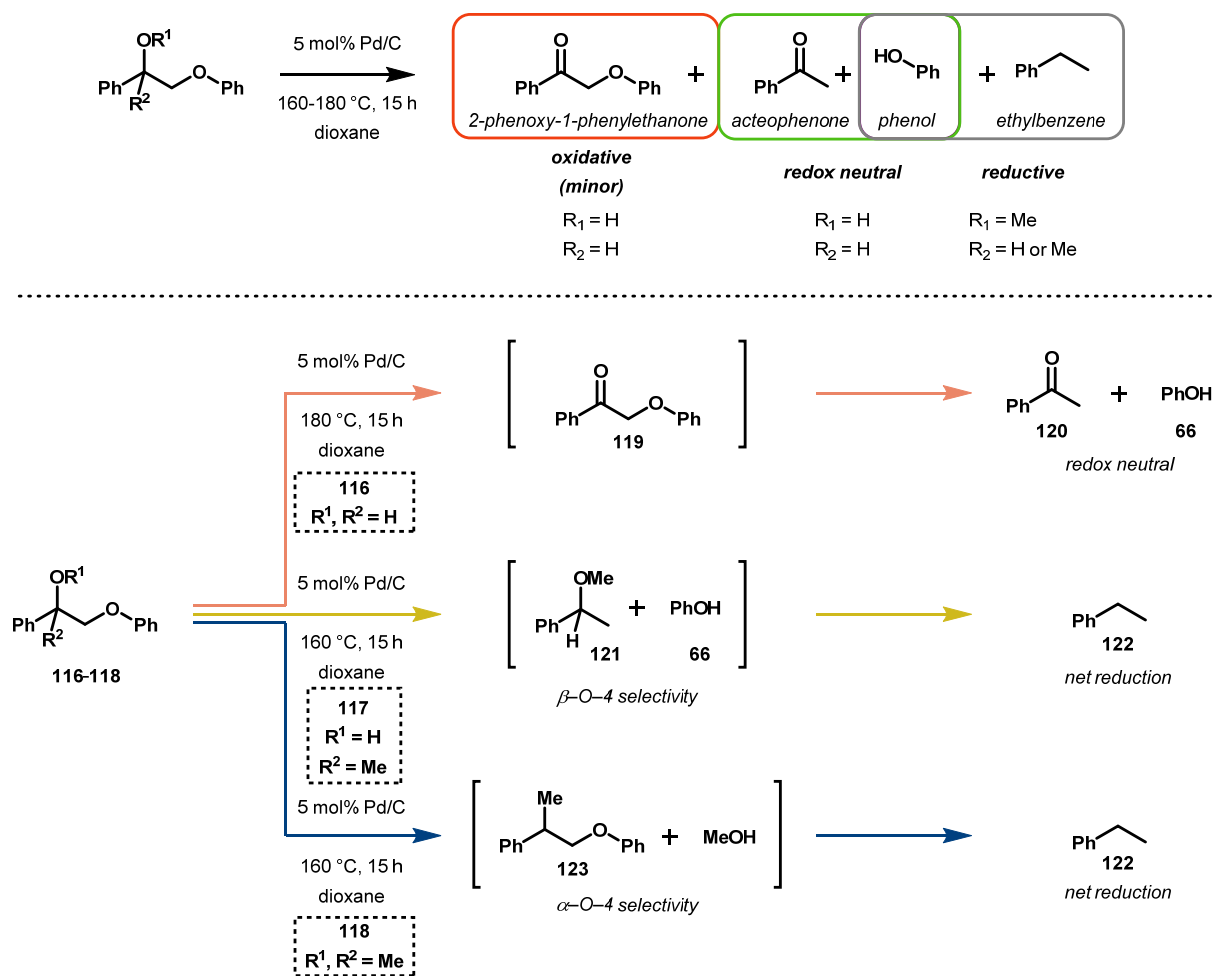 OR¹
Ph
R²
O
Ph
5 mol% Pd/C
160-180 °C, 15 h
dioxane
O
Ph
O
Ph
2-phenoxy-1-phenylethanone
+
O
Ph
acteophenone
+
HO
Ph
phenol
+
Ph
ethylbenzene
oxidative
(minor)
redox neutral
reductive
R₁ = H
R₁ = H
R₁ = Me
R₂ = H
R₂ = H
R₂ = H or Me
5 mol% Pd/C
180 °C, 15 h
dioxane
116
R¹, R² = H
O
Ph
O
Ph
119
O
Ph
120
+
PhOH
66
redox neutral
OR¹
Ph
R²
O
Ph
116-118
5 mol% Pd/C
160 °C, 15 h
dioxane
117
R¹ = H
R² = Me
OMe
Ph
H
121
+
PhOH
66
β–O–4 selectivity
Ph
122
net reduction
5 mol% Pd/C
160 °C, 15 h
dioxane
118
R¹, R² = Me
Me
Ph
O
Ph
123
+
MeOH
α–O–4 selectivity
Ph
122
net reduction